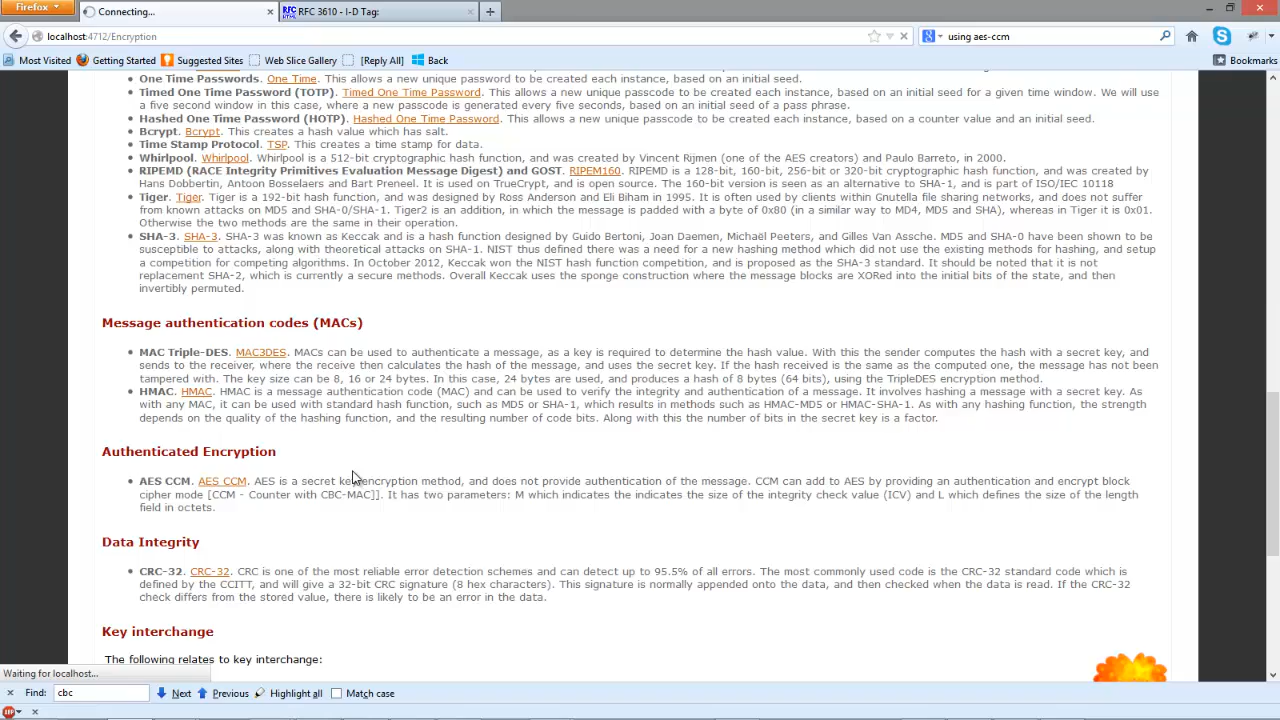 Firefox
Connecting...
RFC 3610 - I-D Tag:
localhost:4712/Encryption
using aes-ccm
Most Visited Getting Started Suggested Sites Web Slice Gallery [Reply All] Back Bookmarks
One Time Passwords. One Time. This allows a new unique password to be created each instance, based on an initial seed.
Timed One Time Password (TOTP). Timed One Time Password. This allows a new unique passcode to be created each instance, based on an initial seed for a given time window. We will use
a five second window in this case, where a new passcode is generated every five seconds, based on an initial seed of a pass phrase.
Hashed One Time Password (HOTP). Hashed One Time Password. This allows a new unique passcode to be created each instance, based on a counter value and an initial seed.
Bcrypt. Bcrypt. This creates a hash value which has salt.
Time Stamp Protocol. TSP. This creates a time stamp for data.
Whirlpool. Whirlpool. Whirlpool is a 512-bit cryptographic hash function, and was created by Vincent Rijmen (one of the AES creators) and Paulo Barreto, in 2000.
RIPEMD (RACE Integrity Primitives Evaluation Message Digest) and GOST. RIPEM160. RIPEMD is a 128-bit, 160-bit, 256-bit or 320-bit cryptographic hash function, and was created by
Hans Dobbertin, Antoon Bosselaers and Bart Preneel. It is used on TrueCrypt, and is open source. The 160-bit version is seen as an alternative to SHA-1, and is part of ISO/IEC 10118
Tiger. Tiger. Tiger is a 192-bit hash function, and was designed by Ross Anderson and Eli Biham in 1995. It is often used by clients within Gnutella file sharing networks, and does not suffer
from known attacks on MD5 and SHA-0/SHA-1. Tiger2 is an addition, in which the message is padded with a byte of 0x80 (in a similar way to MD4, MD5 and SHA), whereas in Tiger it is 0x01.
Otherwise the two methods are the same in their operation.
SHA-3. SHA-3. SHA-3 was known as Keccak and is a hash function designed by Guido Bertoni, Joan Daemen, Michaël Peeters, and Gilles Van Assche. MD5 and SHA-0 have been shown to be
susceptible to attacks, along with theoretical attacks on SHA-1. NIST thus defined there was a need for a new hashing method which did not use the existing methods for hashing, and setup
a competition for competing algorithms. In October 2012, Keccak won the NIST hash function competition, and is proposed as the SHA-3 standard. It should be noted that it is not
replacement SHA-2, which is currently a secure methods. Overall Keccak uses the sponge construction where the message blocks are XORed into the initial bits of the state, and then
invertibly permuted.
Message authentication codes (MACs)
MAC Triple-DES. MAC3DES. MACs can be used to authenticate a message, as a key is required to determine the hash value. With this the sender computes the hash with a secret key, and
sends to the receiver, where the receive then calculates the hash of the message, and uses the secret key. If the hash received is the same as the computed one, the message has not been
tampered with. The key size can be 8, 16 or 24 bytes. In this case, 24 bytes are used, and produces a hash of 8 bytes (64 bits), using the TripleDES encryption method.
HMAC. HMAC. HMAC is a message authentication code (MAC) and can be used to verify the integrity and authentication of a message. It involves hashing a message with a secret key. As
with any MAC, it can be used with standard hash function, such as MD5 or SHA-1, which results in methods such as HMAC-MD5 or HMAC-SHA-1. As with any hashing function, the strength
depends on the quality of the hashing function, and the resulting number of code bits. Along with this the number of bits in the secret key is a factor.
Authenticated Encryption
AES CCM. AES CCM. AES is a secret key encryption method, and does not provide authentication of the message. CCM can add to AES by providing an authentication and encrypt block
cipher mode [CCM - Counter with CBC-MAC]]. It has two parameters: M which indicates the indicates the size of the integrity check value (ICV) and L which defines the size of the length
field in octets.
Data Integrity
CRC-32. CRC-32. CRC is one of the most reliable error detection schemes and can detect up to 95.5% of all errors. The most commonly used code is the CRC-32 standard code which is
defined by the CCITT, and will give a 32-bit CRC signature (8 hex characters). This signature is normally appended onto the data, and then checked when the data is read. If the CRC-32
check differs from the stored value, there is likely to be an error in the data.
Key interchange
The following relates to key interchange:
Waiting for localhost...
Find: cbc Next Previous Highlight all Match case